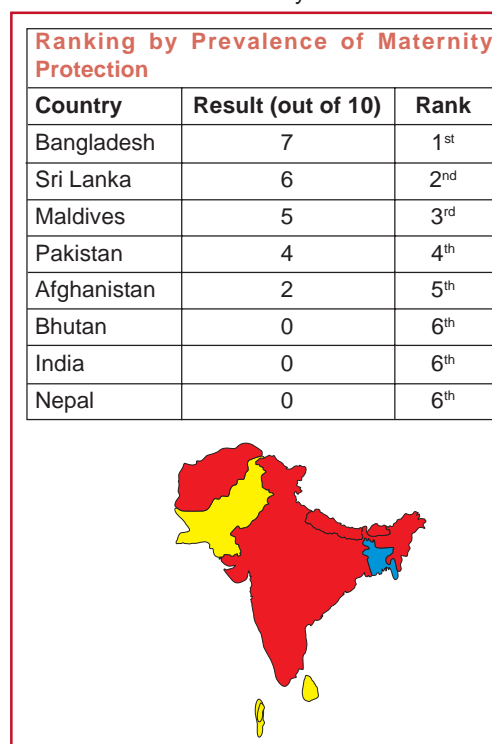 Ranking by Prevalence of Maternity
Protection
Country Result (out of 10) Rank
Bangladesh 7 1st
Sri Lanka 6 2nd
Maldives 5 3rd
Pakistan 4 4th
Afghanistan 2 5th
Bhutan 0 6th
India 0 6th
Nepal 0 6th